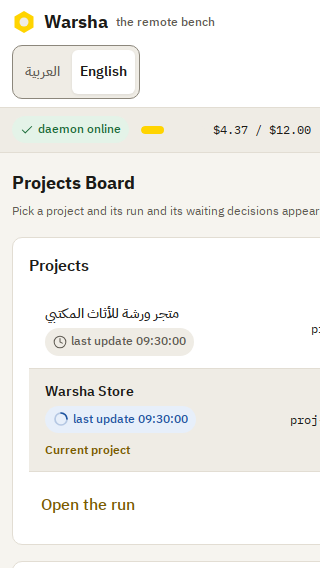 Warsha the remote bench
العربية English
daemon online $4.37 / $12.00
Projects Board
Pick a project and its run and its waiting decisions appear
Projects
متجر ورشة للأثاث المكتبي
last update 09:30:00
Warsha Store
last update 09:30:00
proj
Current project
Open the run